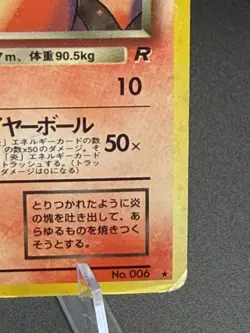 7m、体重90.5kg
R
10
イヤーボール
」エネルギーカードの数
の数×50のダメージ。そ
「炎」エネルギーカード
トラッシュする。(トラッ
ジはダメージは0になる)
50×
とりつかれたように炎
の塊を吐き出して、あ
らゆるものを焼きつく
そうとする。
No. 006 ★